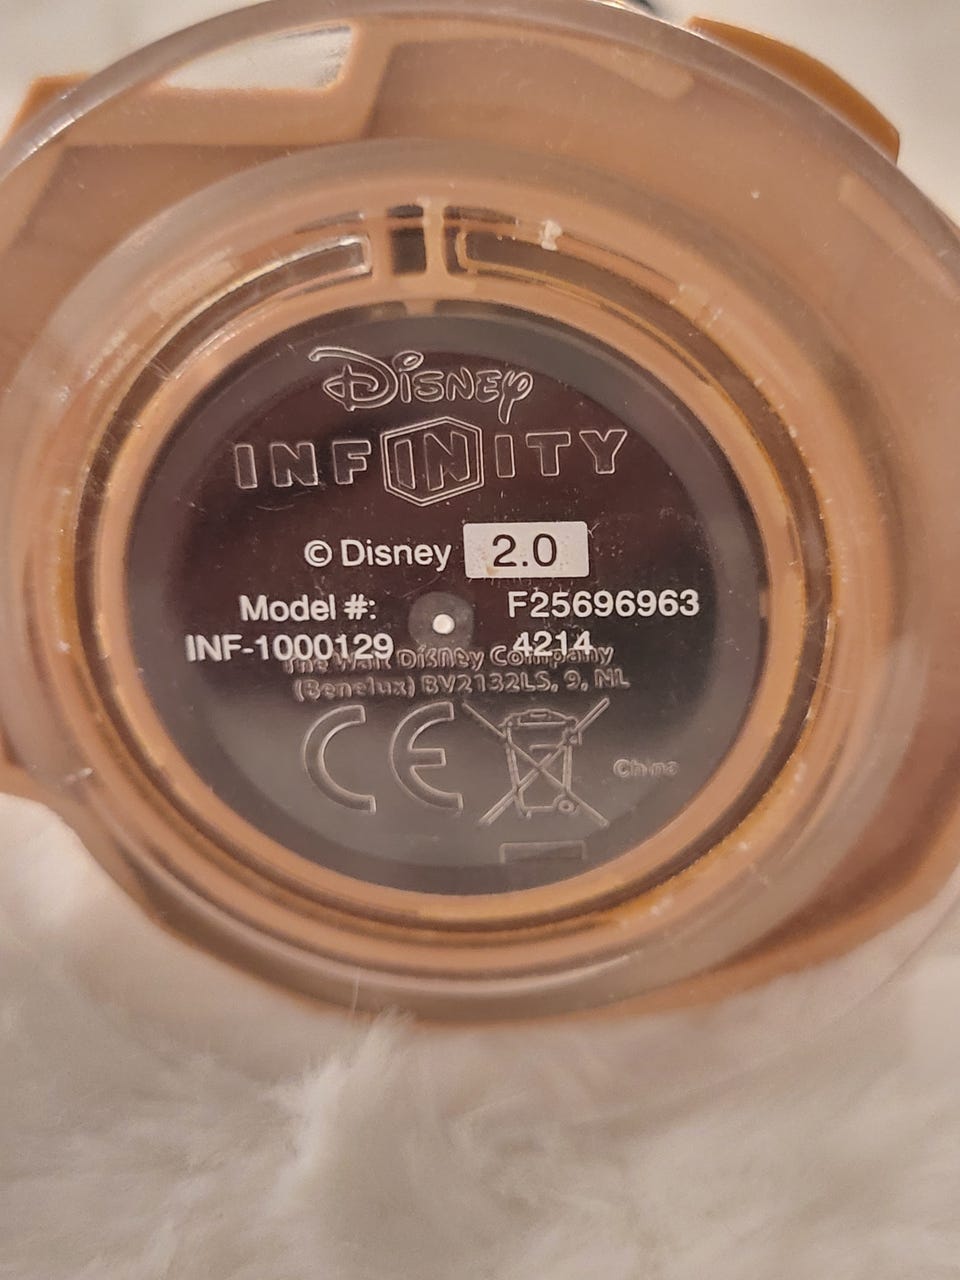 Disney
INFINITY
© Disney 2.0
Model #: F25696963
INF-1000129 4214
The Walt Disney Company
(Benelux) BV2132LS, 9, NL
CE
China